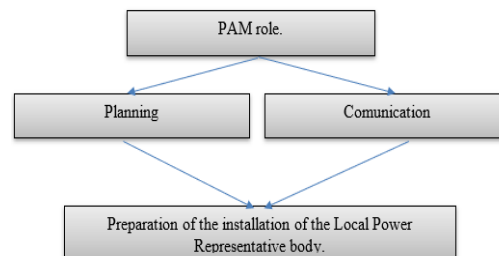 PAM role.
Planning
Comunication
Preparation of the installation of the Local Power
Representative body.